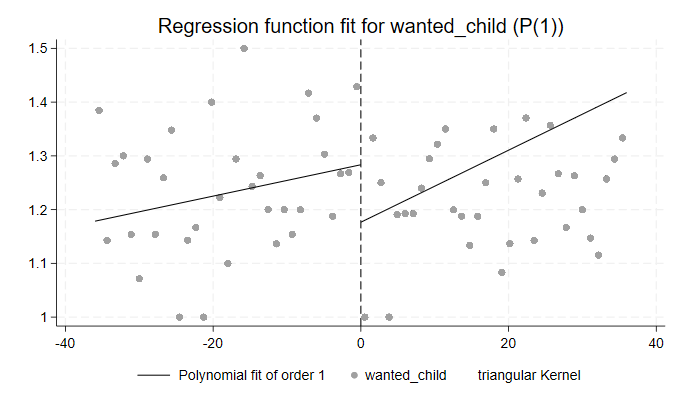 Regression function fit for wanted_child (P(1))
1.5
1.4
1.3
1.2
1.1
1
-40
-20
0
20
40
Polynomial fit of order 1
wanted_child
triangular Kernel